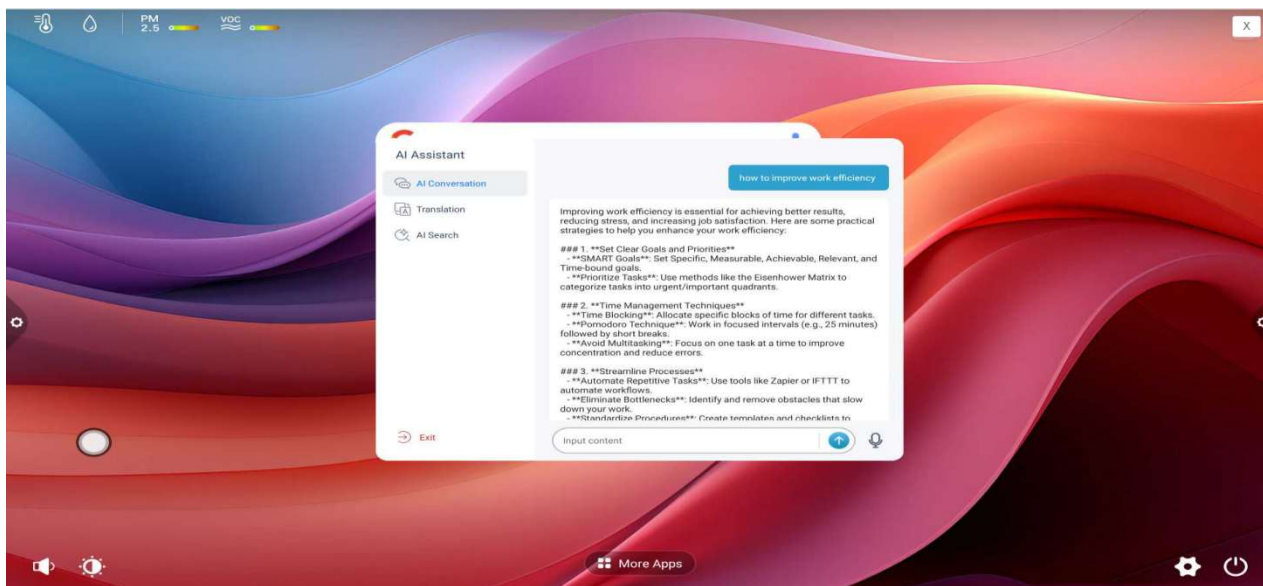 PM
2.5
VOC
X
AI Assistant
AI Conversation
Translation
AI Search
Exit
how to improve work efficiency
Improving work efficiency is essential for achieving better results,
reducing stress, and increasing job satisfaction. Here are some practical
strategies to help you enhance your work efficiency:
### 1. **Set Clear Goals and Priorities**
- **SMART Goals**: Set Specific, Measurable, Achievable, Relevant, and
Time-bound goals.
- **Prioritize Tasks**: Use methods like the Eisenhower Matrix to
categorize tasks into urgent/important quadrants.
### 2. **Time Management Techniques**
- **Time Blocking**: Allocate specific blocks of time for different tasks.
- **Pomodoro Technique**: Work in focused intervals (e.g., 25 minutes)
followed by short breaks.
- **Avoid Multitasking**: Focus on one task at a time to improve
concentration and reduce errors.
### 3. **Streamline Processes**
- **Automate Repetitive Tasks**: Use tools like Zapier or IFTTT to
automate workflows.
- **Eliminate Bottlenecks**: Identify and remove obstacles that slow
down your work.
- **Standardize Procedures**: Create templates and checklists to
Input content
More Apps